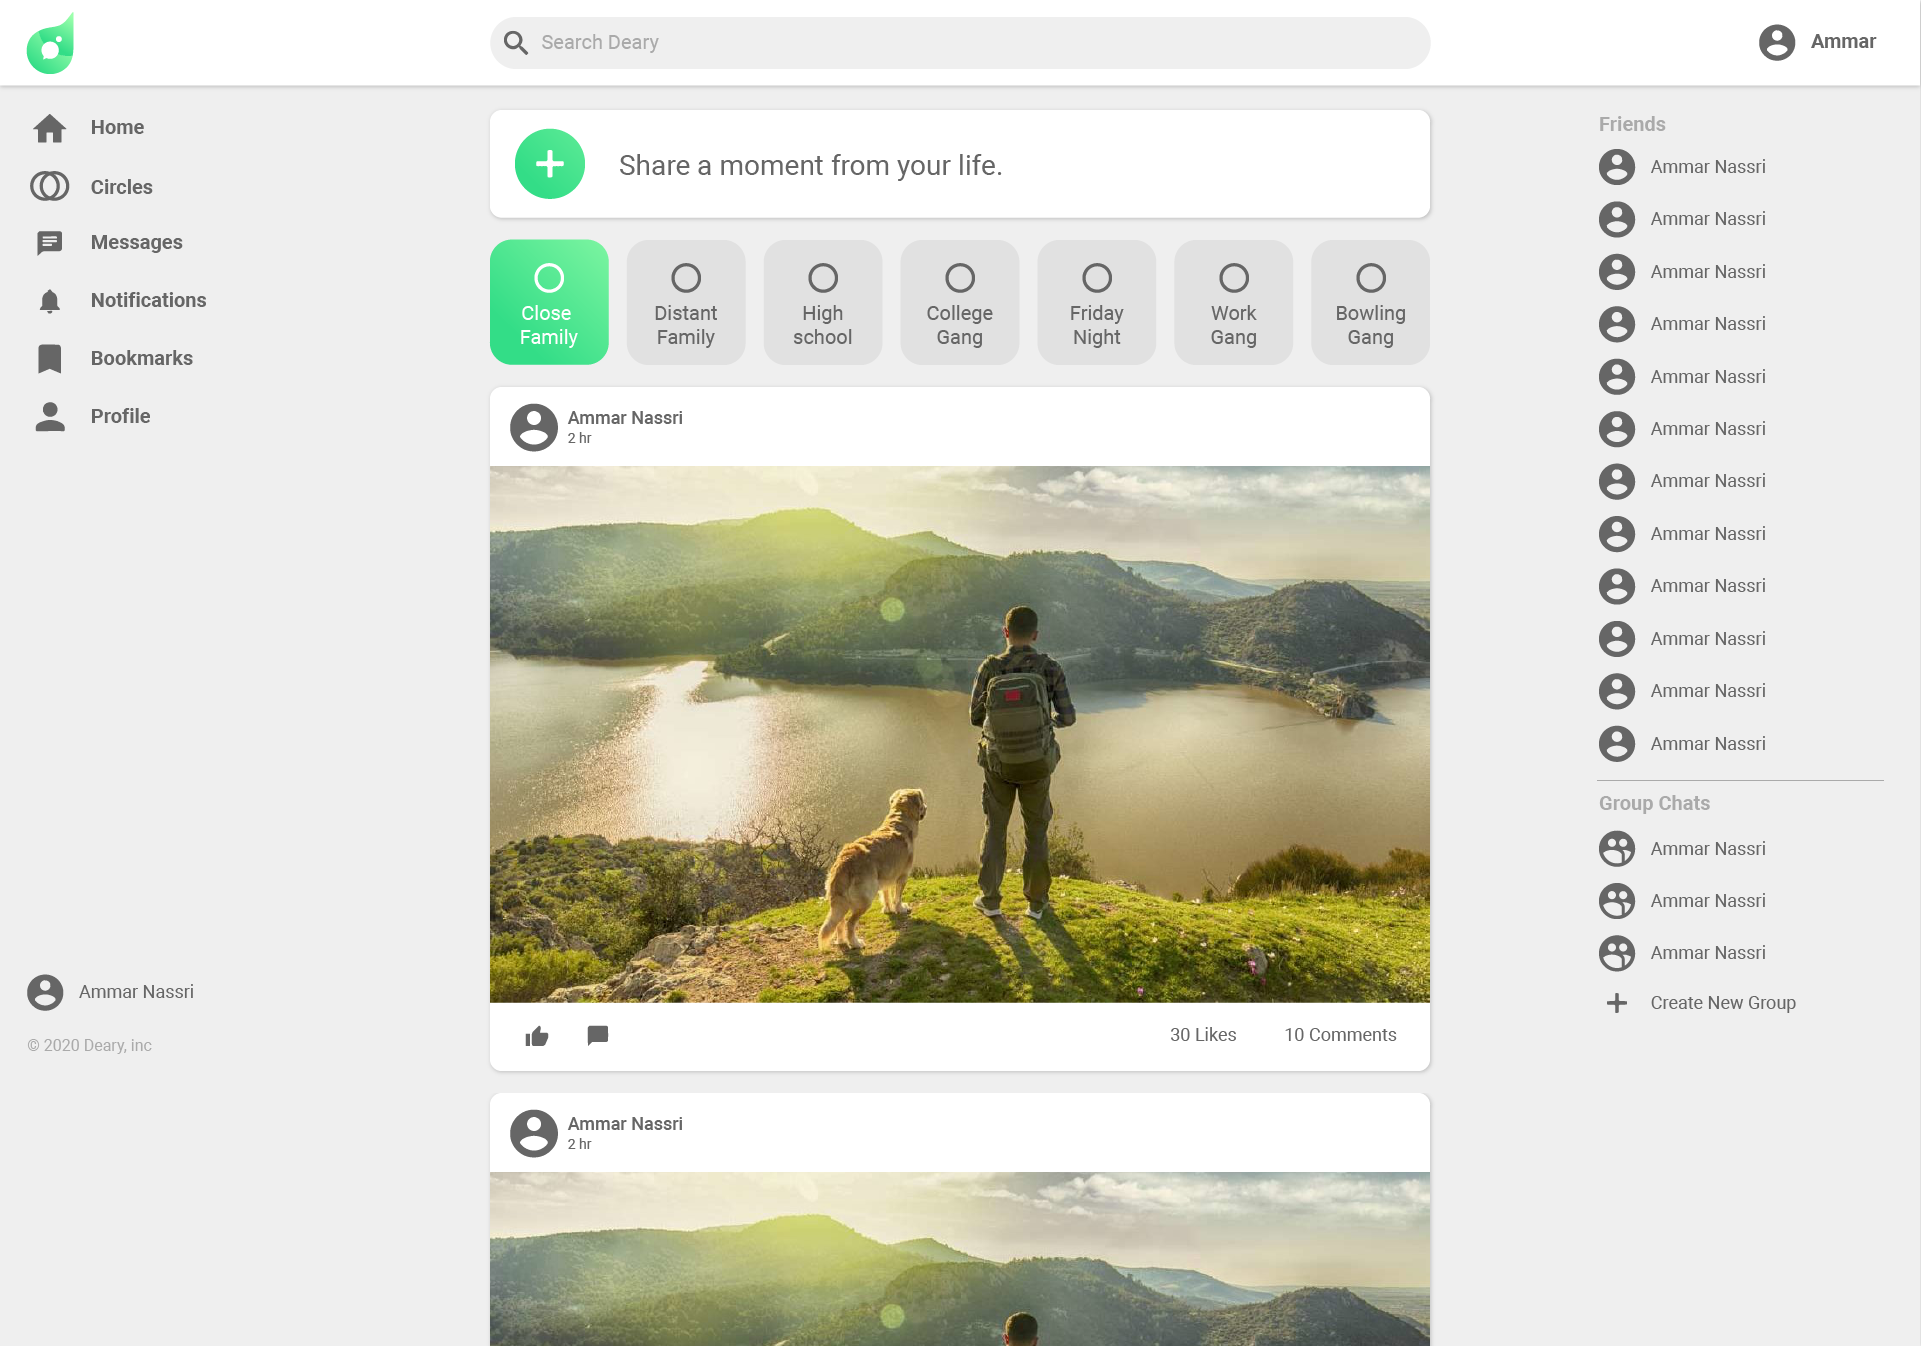 Search Deary
Ammar
Home
Circles
Messages
Notifications
Bookmarks
Profile
Ammar Nassri
© 2020 Deary, inc
Share a moment from your life.
Close
Family
Distant
Family
High
school
College
Gang
Friday
Night
Work
Gang
Bowling
Gang
Ammar Nassri
2 hr
30 Likes
10 Comments
Ammar Nassri
2 hr
Friends
Ammar Nassri
Ammar Nassri
Ammar Nassri
Ammar Nassri
Ammar Nassri
Ammar Nassri
Ammar Nassri
Ammar Nassri
Ammar Nassri
Ammar Nassri
Ammar Nassri
Ammar Nassri
Group Chats
Ammar Nassri
Ammar Nassri
Ammar Nassri
Create New Group